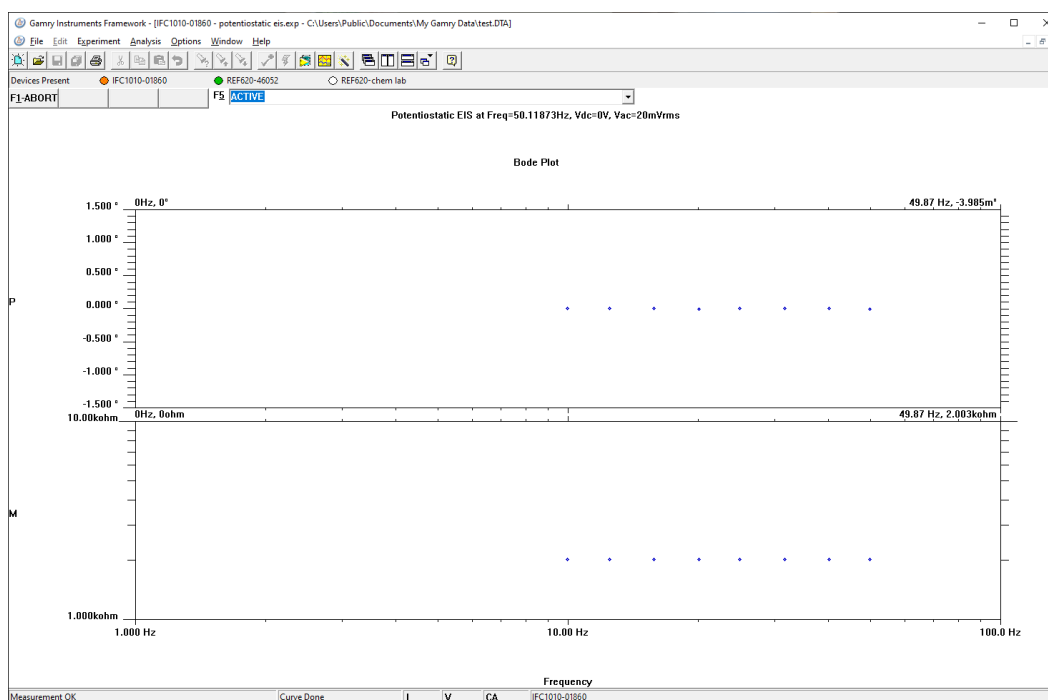 Gamry Instruments Framework - [IFC1010-01860 - potentiostatic eis.exp - C:\Users\Public\Documents\My Gamry Data\test.DTA]
File Edit Experiment Analysis Options Window Help
Devices Present IFC1010-01860 REF620-46052 REF620-chem lab
F1-ABORT F5 ACTIVE
Potentiostatic EIS at Freq=50.11873Hz, Vdc=0V, Vac=20mVrms
Bode Plot
0Hz, 0° 49.87 Hz, -3.985m°
1.500 °
1.000 °
0.500 °
P
0.000 °
-0.500 °
-1.000 °
-1.500 °
10.00kohm 0Hz, 0ohm 49.87 Hz, 2.003kohm
M
1.000kohm
1.000 Hz 10.00 Hz 100.0 Hz
Frequency
Measurement OK Curve Done I V CA IFC1010-01860